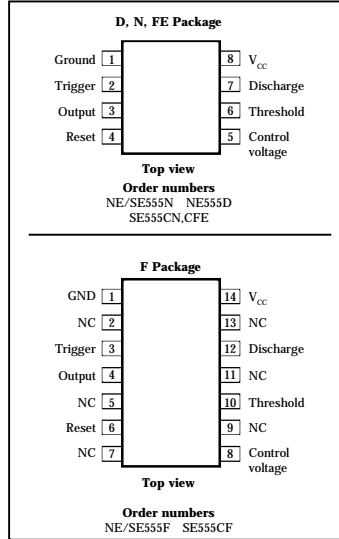 D, N, FE Package
Ground 1 8 V_CC
Trigger 2 7 Discharge
Output 3 6 Threshold
Reset 4 5 Control
voltage
Top view
Order numbers
NE/SE555N NE555D
SE555CN,CFE
F Package
GND 1 14 V_CC
NC 2 13 NC
Trigger 3 12 Discharge
Output 4 11 NC
NC 5 10 Threshold
Reset 6 9 NC
NC 7 8 Control
voltage
Top view
Order numbers
NE/SE555F SE555CF